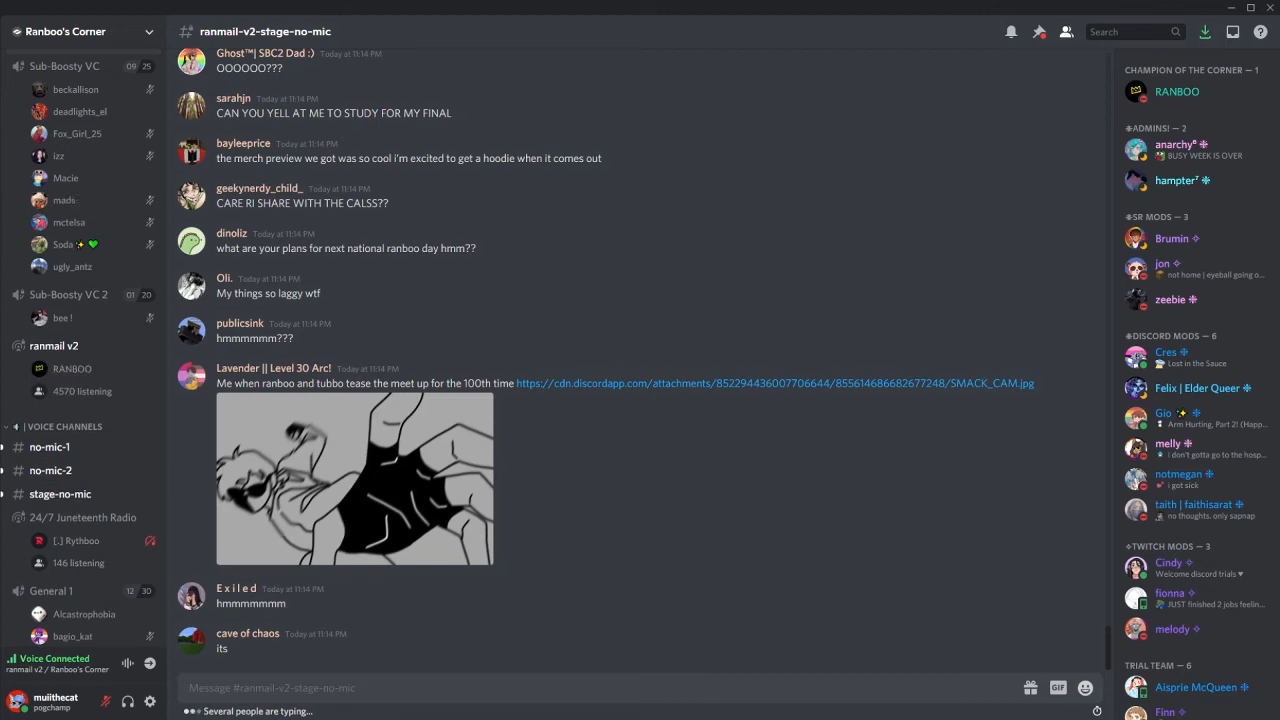 Ranboo's Corner
Sub-Boosty VC 09 25
beckallison
deadlights_el
Fox_Girl_25
izz
Macie
mads
mctelsa
Soda
ugly_antz
Sub-Boosty VC 2 01 20
bee !
ranmail v2
RANBOO
4570 listening
VOICE CHANNELS
no-mic-1
no-mic-2
stage-no-mic
24/7 Juneteenth Radio
[.] Rythboo
146 listening
General 1 12 30
Alcastrophobia
bagio_kat
Voice Connected
ranmail v2 / Ranboo's Corner
muiithecat
pogchamp
ranmail-v2-stage-no-mic
Search
Ghost™| SBC2 Dad :) Today at 11:14 PM
OOOOOO???
sarahjn Today at 11:14 PM
CAN YOU YELL AT ME TO STUDY FOR MY FINAL
bayleeprice Today at 11:14 PM
the merch preview we got was so cool i'm excited to get a hoodie when it comes out
geekynerdy_child_ Today at 11:14 PM
CARE RI SHARE WITH THE CALSS??
dinoliz Today at 11:14 PM
what are your plans for next national ranboo day hmm??
Oli. Today at 11:14 PM
My things so laggy wtf
publicsink Today at 11:14 PM
hmmmmmm???
Lavender || Level 30 Arc! Today at 11:14 PM
Me when ranboo and tubbo tease the meet up for the 100th time https://cdn.discordapp.com/attachments/852294436007706644/855614686682677248/SMACK_CAM.jpg
E x i l e d Today at 11:14 PM
hmmmmmmm
cave of chaos Today at 11:14 PM
its
Message #ranmail-v2-stage-no-mic
GIF
Several people are typing...
CHAMPION OF THE CORNER — 1
RANBOO
ADMINS! — 2
anarchy⁸
BUSY WEEK IS OVER
hampter⁷
SR MODS — 3
Brumin
jon
not home | eyeball going o...
zeebie
DISCORD MODS — 6
Cres
Lost in the Sauce
Felix | Elder Queer
Gio
Arm Hurting, Part 2! (Happ...
melly
i don't gotta go to the hosp...
notmegan
i got sick
taith | faithisarat
no thoughts. only sapnap
TWITCH MODS — 3
Cindy
Welcome discord trials ♥
fionna
JUST finished 2 jobs feelin...
melody
TRIAL TEAM — 6
Aisprie McQueen
Finn